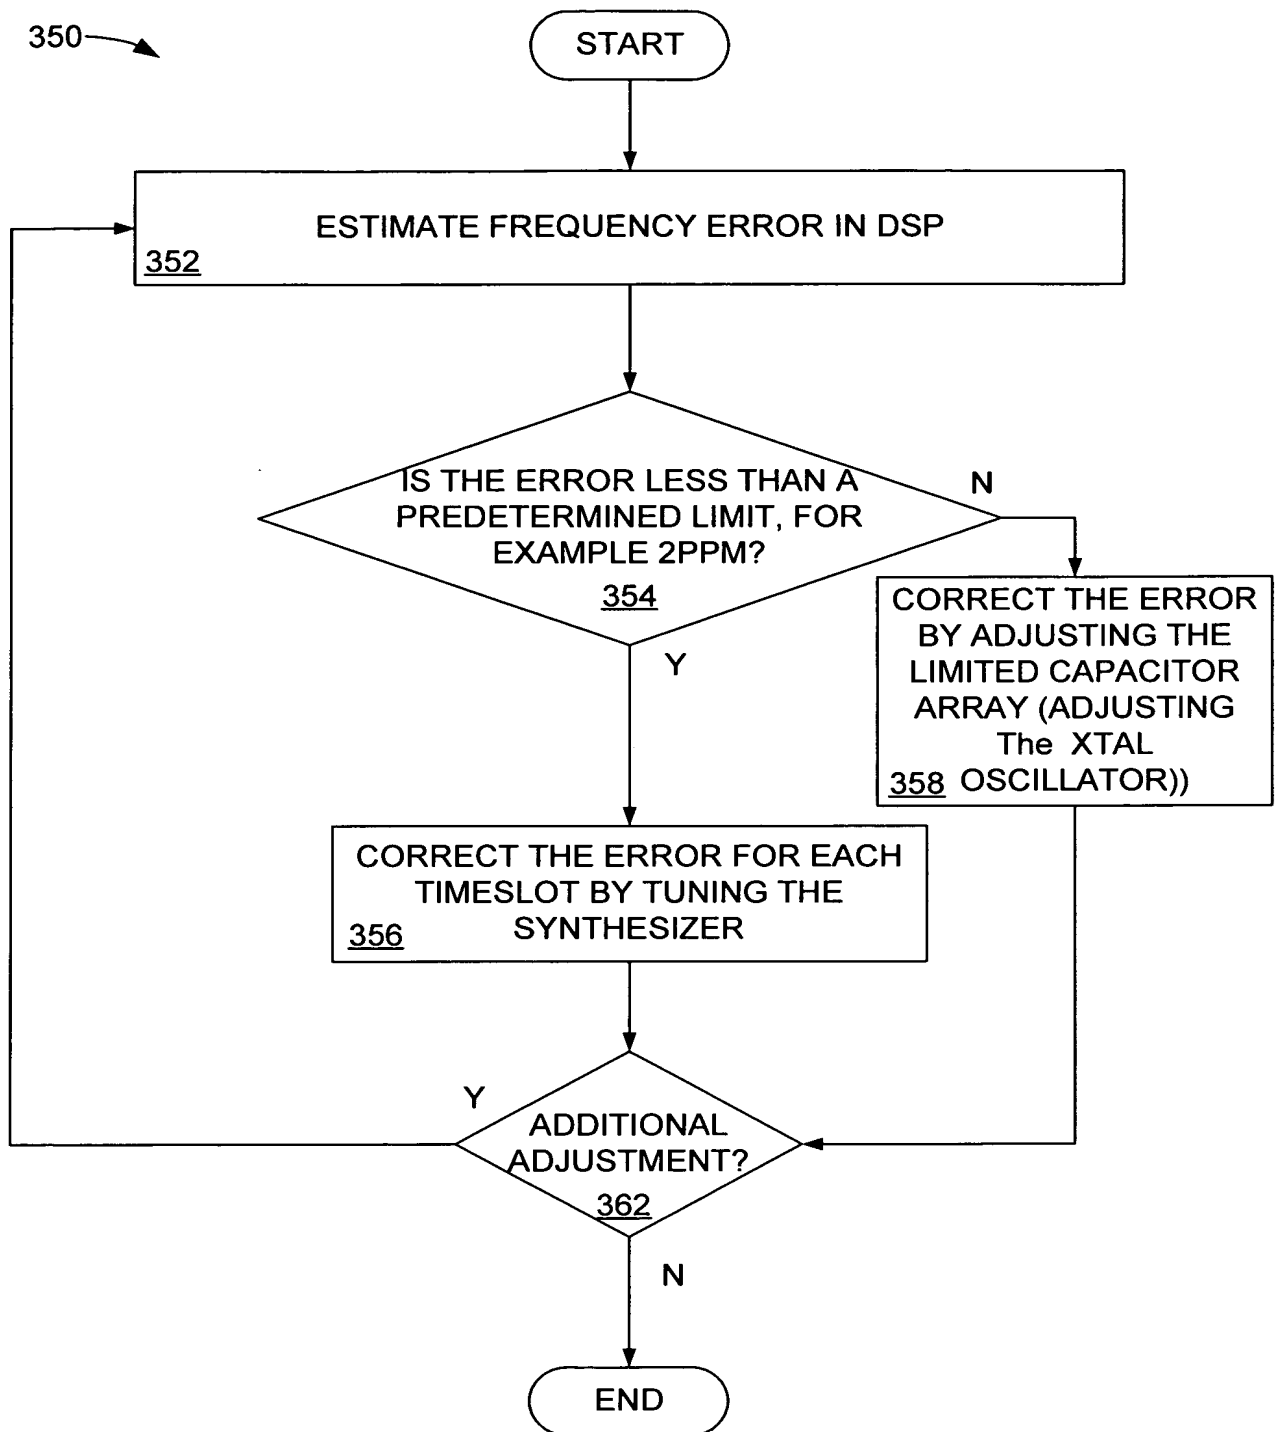 350
START
ESTIMATE FREQUENCY ERROR IN DSP
352
IS THE ERROR LESS THAN A
PREDETERMINED LIMIT, FOR
EXAMPLE 2PPM?
354
N
Y
CORRECT THE ERROR
BY ADJUSTING THE
LIMITED CAPACITOR
ARRAY (ADJUSTING
The XTAL
358 OSCILLATOR))
CORRECT THE ERROR FOR EACH
TIMESLOT BY TUNING THE
SYNTHESIZER
356
Y
ADDITIONAL
ADJUSTMENT?
362
N
END